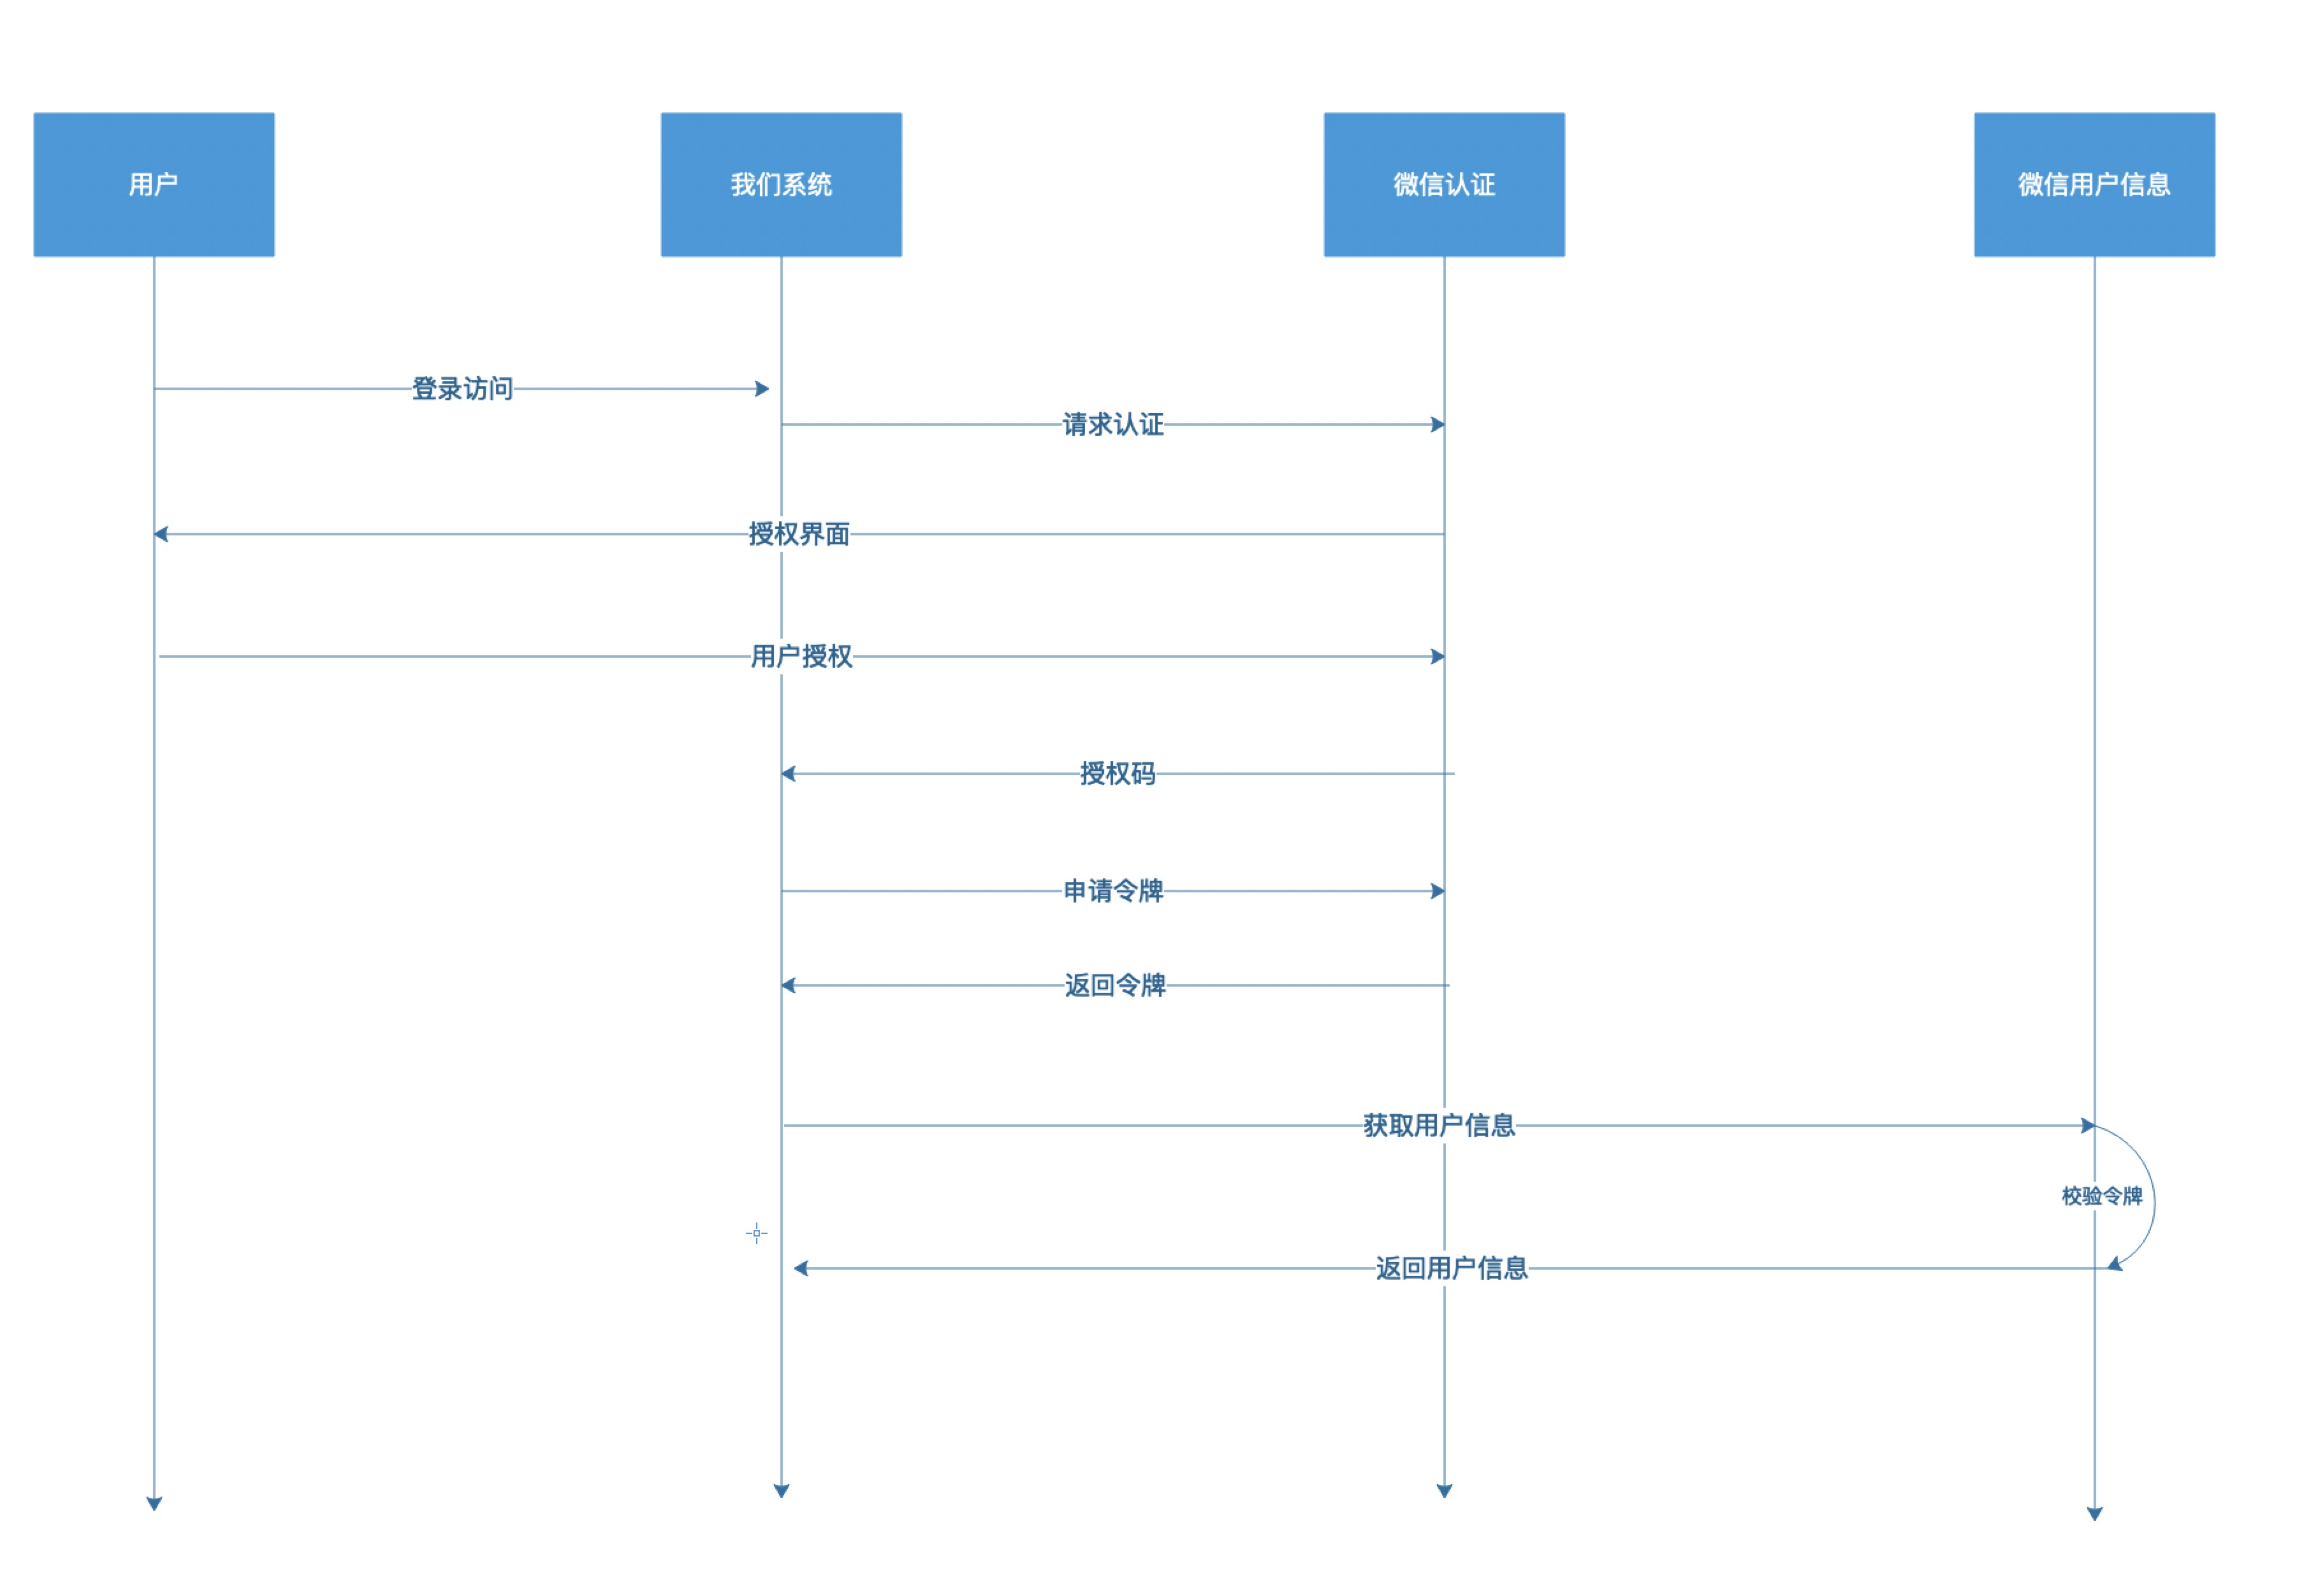 用户
我们系统
微信认证
微信用户信息
登录访问
请求认证
授权界面
用户授权
授权码
申请令牌
返回令牌
获取用户信息
校验令牌
返回用户信息